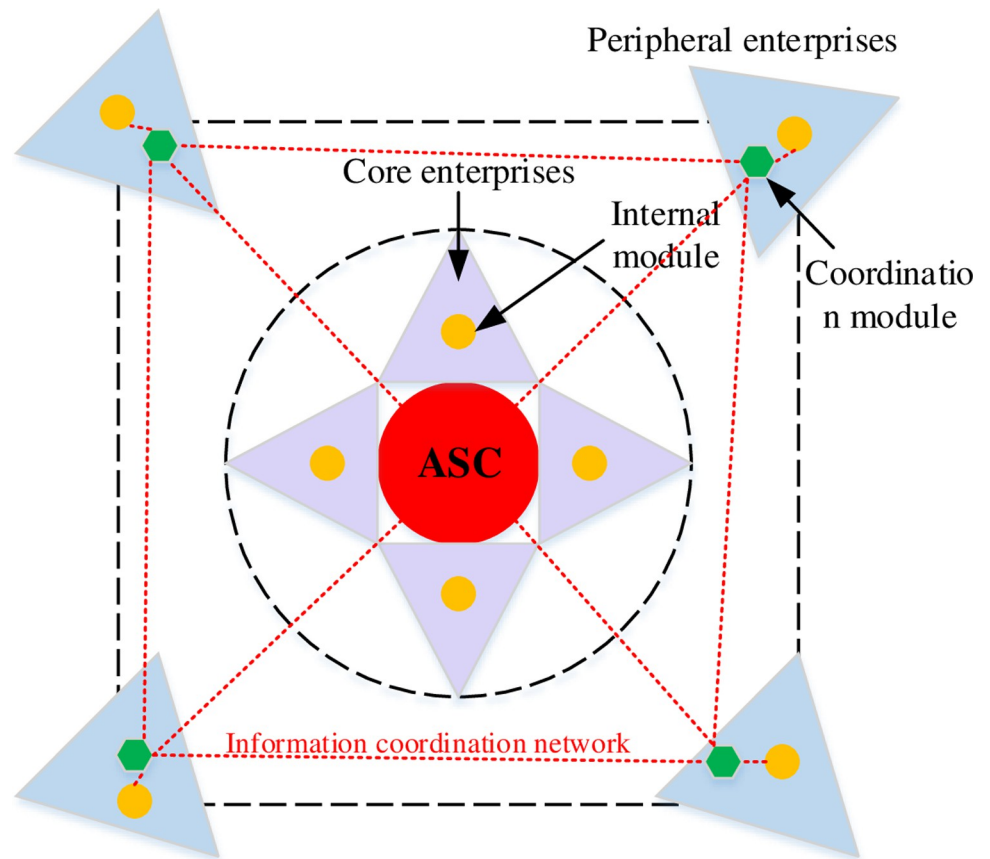 Peripheral enterprises
Core enterprises
Internal
module
Coordinatio
n module
ASC
Information coordination network